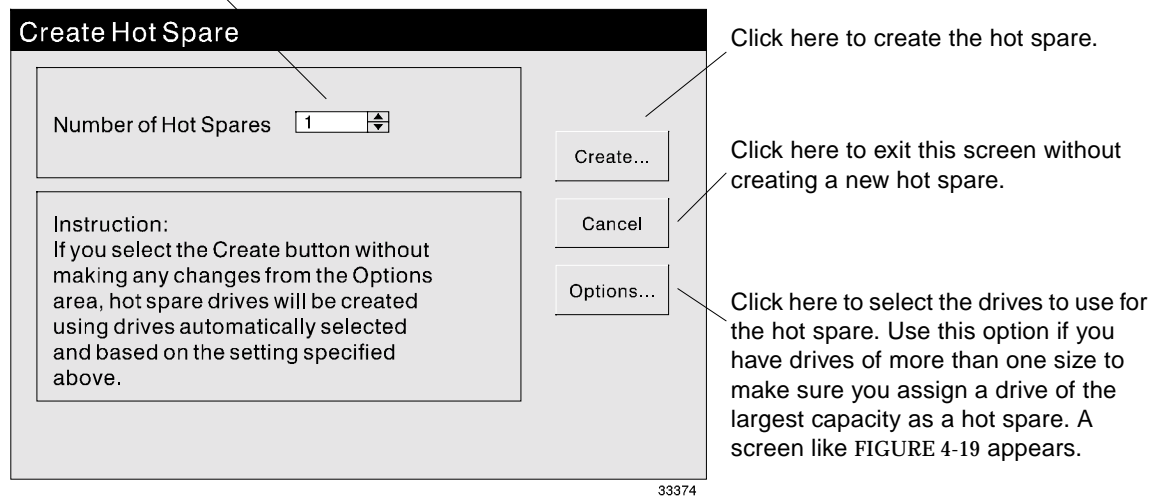 Create Hot Spare
Number of Hot Spares 1
Instruction:
If you select the Create button without
making any changes from the Options
area, hot spare drives will be created
using drives automatically selected
and based on the setting specified
above.
Create...
Cancel
Options...
Click here to create the hot spare.
Click here to exit this screen without
creating a new hot spare.
Click here to select the drives to use for
the hot spare. Use this option if you
have drives of more than one size to
make sure you assign a drive of the
largest capacity as a hot spare. A
screen like FIGURE 4-19 appears.
33374